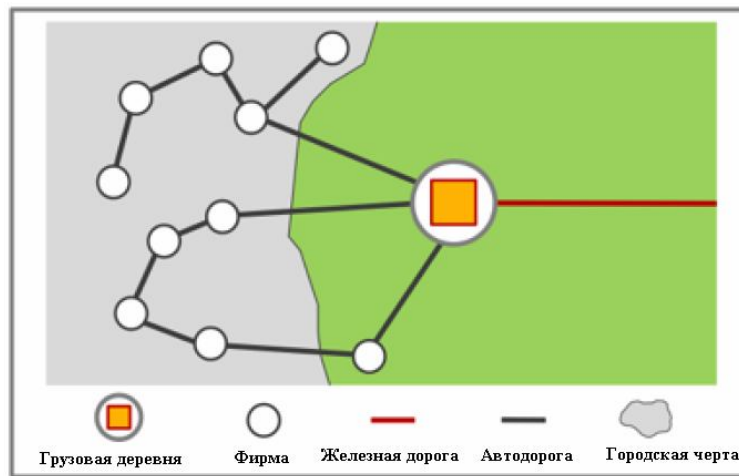 Грузовая деревня
Фирма
Железная дорога
Автодорога
Городская черта